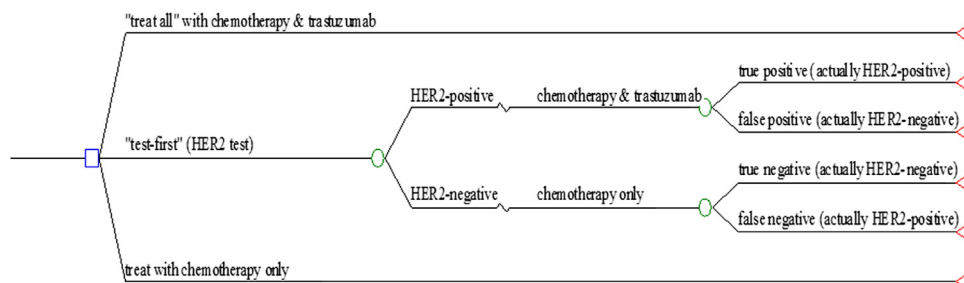 "treat all" with chemotherapy & trastuzumab
true positive (actually HER2-positive)
HER2-positive
chemotherapy & trastuzumab
false positive (actually HER2-negative)
"test-first" (HER2 test)
true negative (actually HER2-negative)
HER2-negative
chemotherapy only
false negative (actually HER2-positive)
treat with chemotherapy only